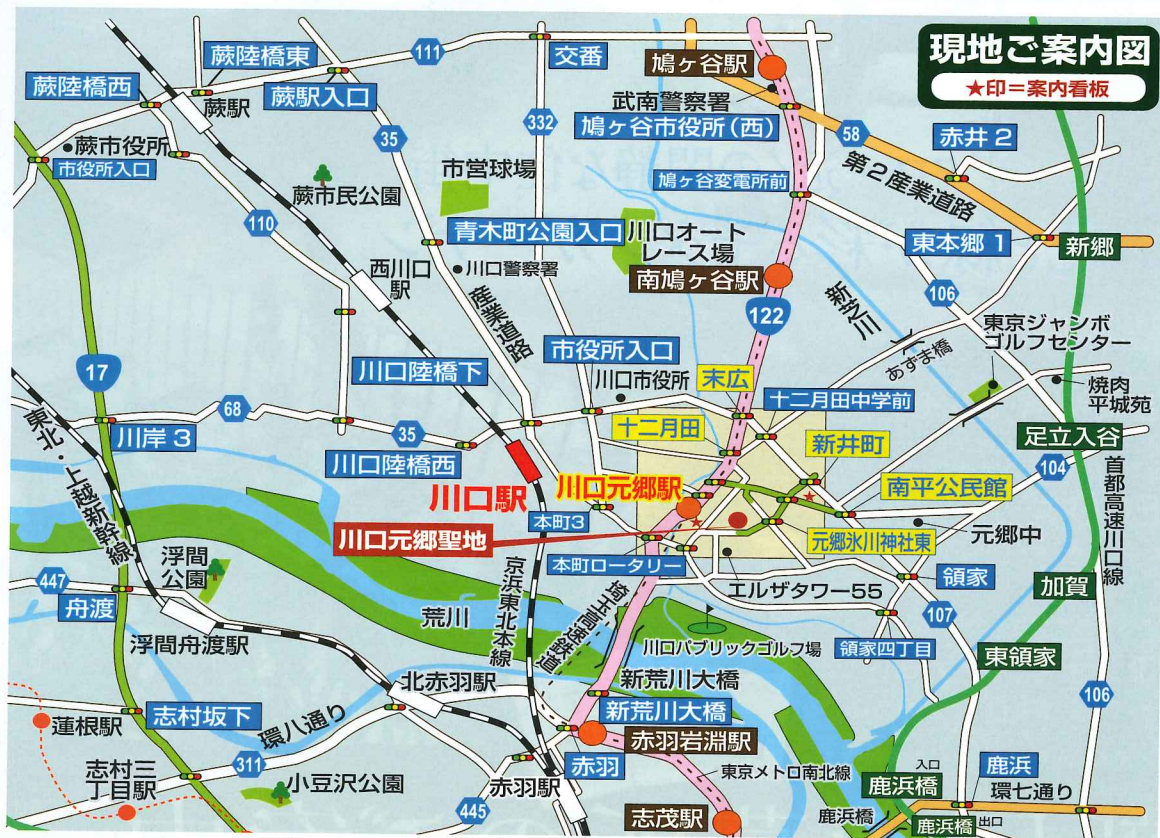 現地ご案内図
★印=案内看板
蕨陸橋東
111
交番
鳩ヶ谷駅
蕨陸橋西
蕨駅
蕨駅入口
武南警察署
鳩ヶ谷市役所(西)
35
332
58
赤井2
蕨市役所
市役所入口
市営球場
第2産業道路
蕨市民公園
鳩ヶ谷変電所前
110
青木町公園入口
川口オート
レース場
東本郷1
新郷
西川口
駅
川口警察署
南鳩ヶ谷駅
106
産業道路
新芝川
122
東京ジャンボ
ゴルフセンター
市役所入口
あずま橋
17
川口陸橋下
川口市役所
末広
焼肉
平城苑
十二月田中学前
68
35
十二月田
新井町
足立入谷
川岸3
川口陸橋西
104
東北・上越新幹線
川口駅
川口元郷駅
南平公民館
首都高速川口線
本町3
元郷中
川口元郷聖地
元郷氷川神社東
浮間
公園
本町ロータリー
エルザタワー55
領家
加賀
447
舟渡
荒川
京浜東北本線
埼玉高速鉄道
107
浮間舟渡駅
川口パブリックゴルフ場
領家四丁目
東領家
北赤羽駅
新荒川大橋
106
蓮根駅
志村坂下
環八通り
新荒川大橋
赤羽岩淵駅
赤羽
志村三
丁目駅
311
小豆沢公園
赤羽駅
東京メトロ南北線
入口
鹿浜橋
鹿浜
環七通り
445
志茂駅
鹿浜橋
鹿浜橋
出口